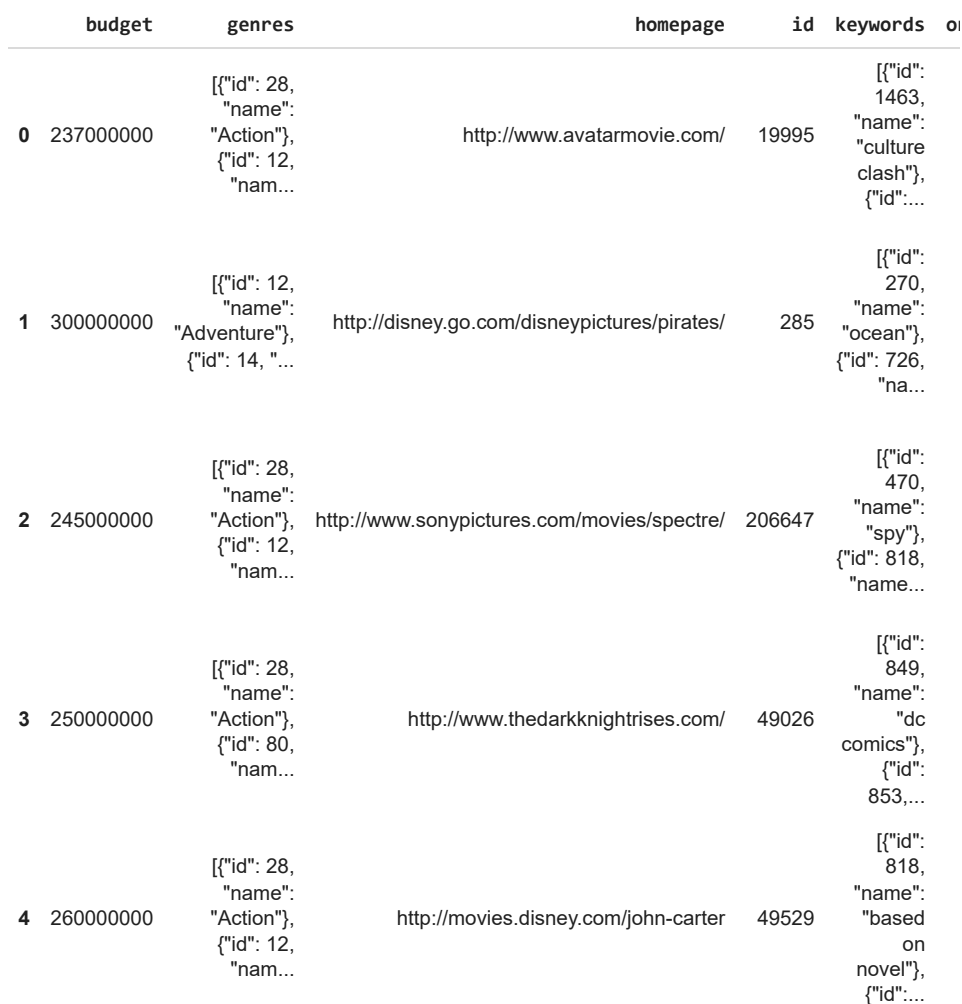 budget genres homepage id keywords or
[{"id": 28, [{"id":
"name": 1463,
0 237000000 "Action"}, http://www.avatarmovie.com/ 19995 "name":
{"id": 12, "culture
"nam... clash"},
{"id":...
[{"id":
[{"id": 12, 270,
"name": "name":
1 300000000 "Adventure"}, http://disney.go.com/disneypictures/pirates/ 285 "ocean"},
{"id": 14, "... {"id": 726,
"na...
[{"id":
[{"id": 28, 470,
"name": "name":
2 245000000 "Action"}, http://www.sonypictures.com/movies/spectre/ 206647 "spy"},
{"id": 12, {"id": 818,
"nam... "name...
[{"id":
[{"id": 28, 849,
"name": "name":
3 250000000 "Action"}, http://www.thedarkknightrises.com/ 49026 "dc
{"id": 80, comics"},
"nam... {"id":
853,...
[{"id":
[{"id": 28, 818,
"name": "name":
4 260000000 "Action"}, http://movies.disney.com/john-carter 49529 "based
{"id": 12, on
"nam... novel"},
{"id":...